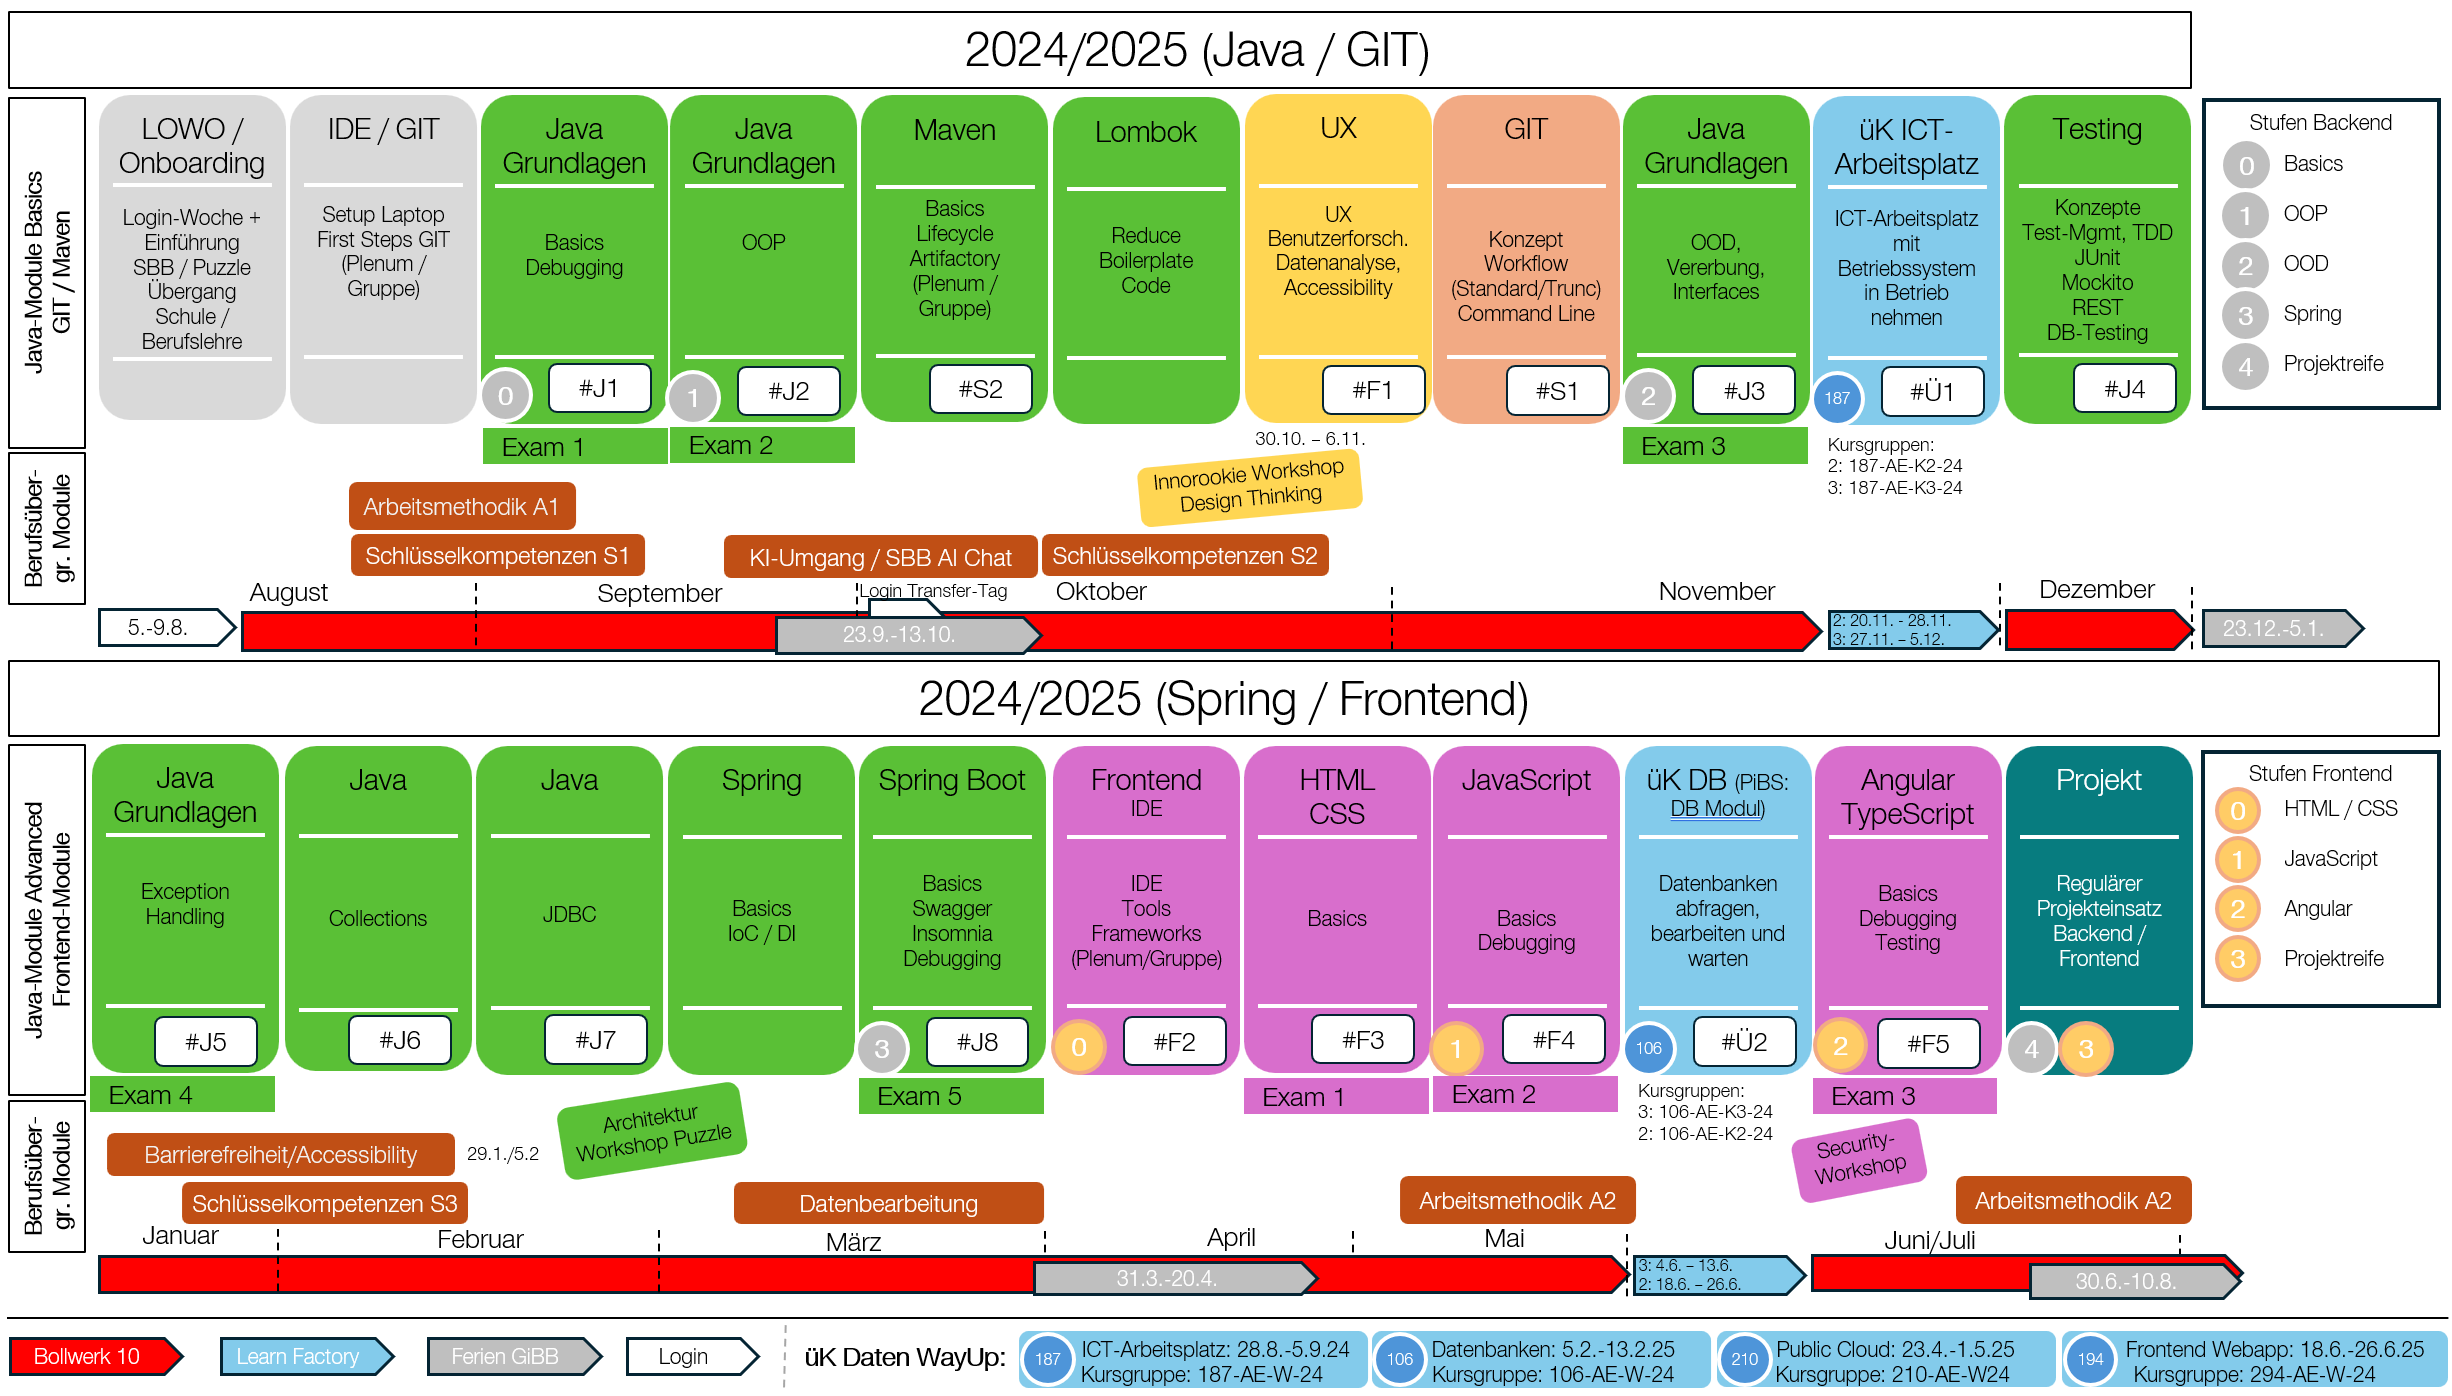 2024/2025 (Java / GIT)
Java-Module Basics
GIT / Maven
LOWO /
Onboarding
Login-Woche +
Einführung
SBB / Puzzle
Übergang
Schule /
Berufslehre
IDE / GIT
Setup Laptop
First Steps GIT
(Plenum /
Gruppe)
Java
Grundlagen
Basics
Debugging
0
#J1
Exam 1
Java
Grundlagen
OOP
1
#J2
Exam 2
Maven
Basics
Lifecycle
Artifactory
(Plenum /
Gruppe)
#S2
Lombok
Reduce
Boilerplate
Code
UX
UX
Benutzerforsch.
Datenanalyse,
Accessibility
#F1
30.10. – 6.11.
GIT
Konzept
Workflow
(Standard/Trunc)
Command Line
#S1
Java
Grundlagen
OOD,
Vererbung,
Interfaces
2
#J3
Exam 3
üK ICT-
Arbeitsplatz
ICT-Arbeitsplatz
mit
Betriebssystem
in Betrieb
nehmen
187
#Ü1
Kursgruppen:
2: 187-AE-K2-24
3: 187-AE-K3-24
Testing
Konzepte
Test-Mgmt, TDD
JUnit
Mockito
REST
DB-Testing
#J4
Stufen Backend
0 Basics
1 OOP
2 OOD
3 Spring
4 Projektreife
Berufsüber-
gr. Module
Innorookie Workshop
Design Thinking
Arbeitsmethodik A1
Schlüsselkompetenzen S1
KI-Umgang / SBB AI Chat
Schlüsselkompetenzen S2
August
September
Login Transfer-Tag
Oktober
November
Dezember
5.-9.8.
23.9.-13.10.
2: 20.11. - 28.11.
3: 27.11. – 5.12.
23.12.-5.1.
2024/2025 (Spring / Frontend)
Java-Module Advanced
Frontend-Module
Java
Grundlagen
Exception
Handling
#J5
Exam 4
Java
Collections
#J6
Java
JDBC
#J7
Spring
Basics
IoC / DI
Spring Boot
Basics
Swagger
Insomnia
Debugging
3
#J8
Exam 5
Frontend
IDE
IDE
Tools
Frameworks
(Plenum/Gruppe)
0
#F2
HTML
CSS
Basics
#F3
Exam 1
JavaScript
Basics
Debugging
1
#F4
Exam 2
üK DB (PiBS:
DB Modul)
Datenbanken
abfragen,
bearbeiten und
warten
106
#Ü2
Kursgruppen:
3: 106-AE-K3-24
2: 106-AE-K2-24
Angular
TypeScript
Basics
Debugging
Testing
2
#F5
Exam 3
Projekt
Regulärer
Projekteinsatz
Backend /
Frontend
4
3
Stufen Frontend
0 HTML / CSS
1 JavaScript
2 Angular
3 Projektreife
Berufsüber-
gr. Module
Architektur
Workshop Puzzle
Security-
Workshop
Barrierefreiheit/Accessibility
29.1./5.2
Schlüsselkompetenzen S3
Datenbearbeitung
Arbeitsmethodik A2
Arbeitsmethodik A2
Januar
Februar
März
April
Mai
Juni/Juli
31.3.-20.4.
3: 4.6. – 13.6.
2: 18.6. – 26.6.
30.6.-10.8.
Bollwerk 10
Learn Factory
Ferien GiBB
Login
üK Daten WayUp:
187
ICT-Arbeitsplatz: 28.8.-5.9.24
Kursgruppe: 187-AE-W-24
106
Datenbanken: 5.2.-13.2.25
Kursgruppe: 106-AE-W-24
210
Public Cloud: 23.4.-1.5.25
Kursgruppe: 210-AE-W24
194
Frontend Webapp: 18.6.-26.6.25
Kursgruppe: 294-AE-W-24